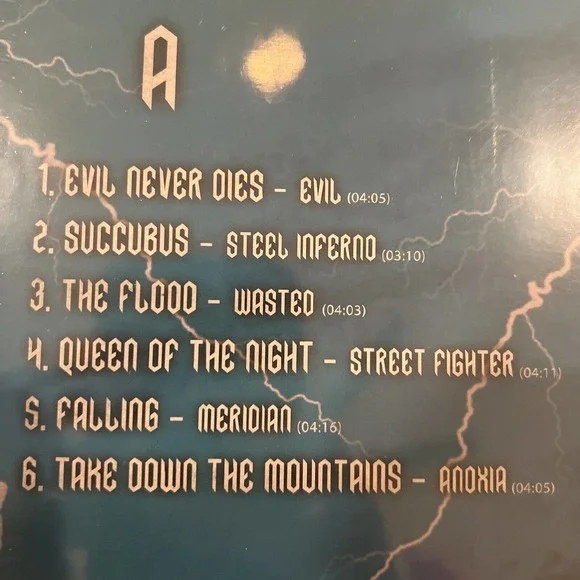 A
1. EVIL NEVER DIES – EVIL (04:05)
2. SUCCUBUS – STEEL INFERNO (03:10)
3. THE FLOOD – WASTED (04:03)
4. QUEEN OF THE NIGHT – STREET FIGHTER (04:11)
5. FALLING – MERIDIAN (04:16)
6. TAKE DOWN THE MOUNTAINS – ANOXIA (04:05)